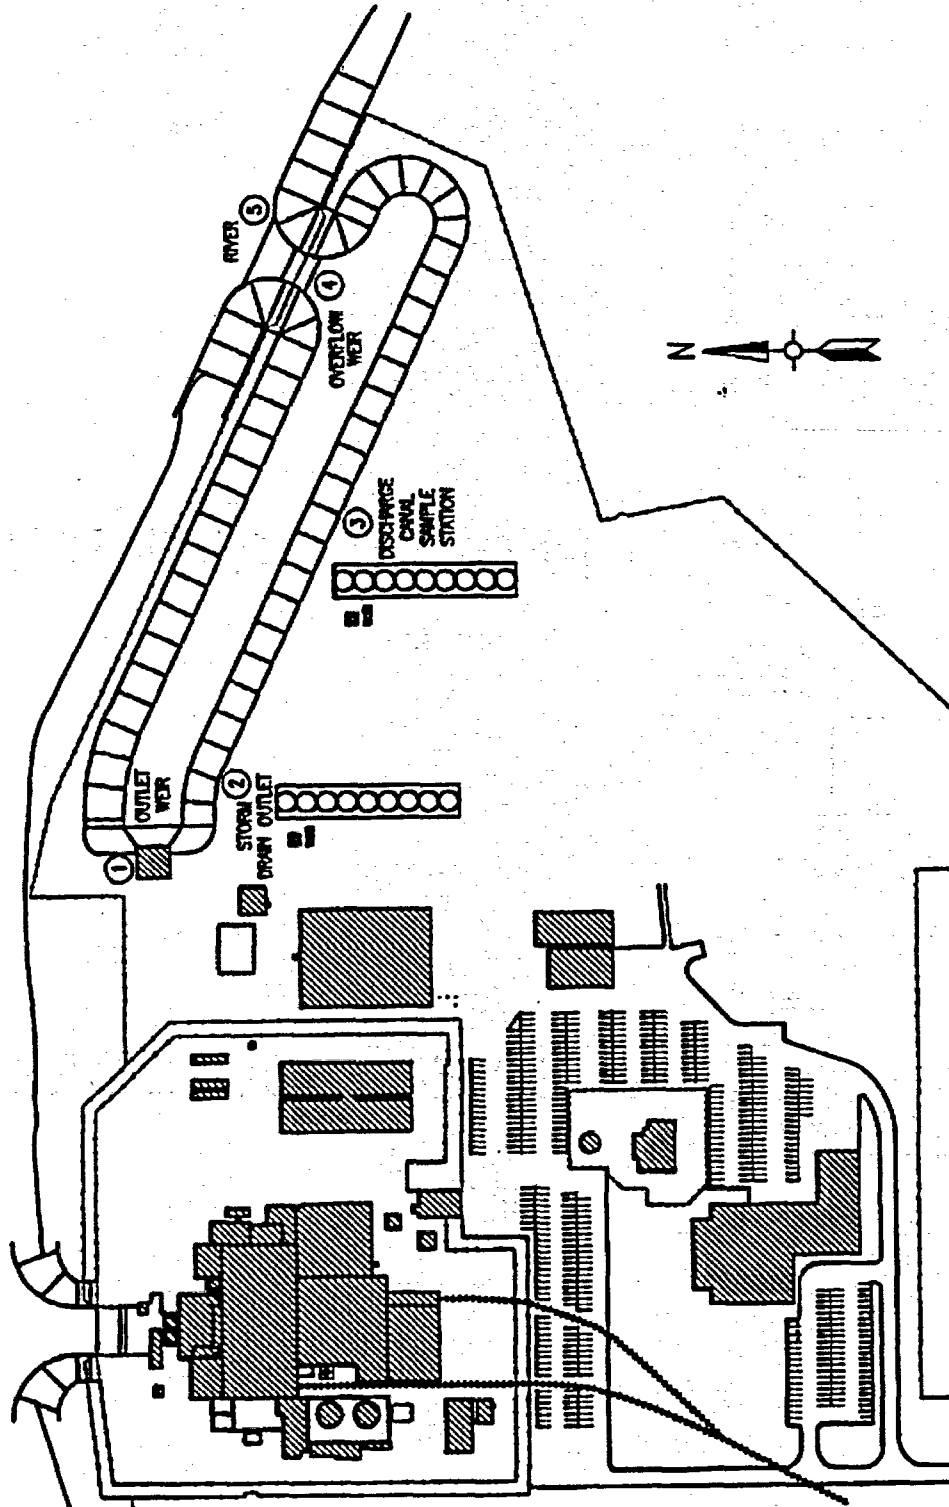 RIVER
5
4
OVERFLOW
WEIR
N
3
DISCHARGE
CANAL
SAMPLE
STATION
OUTLET
WEIR
2
STORM
DRAIN OUTLET
1